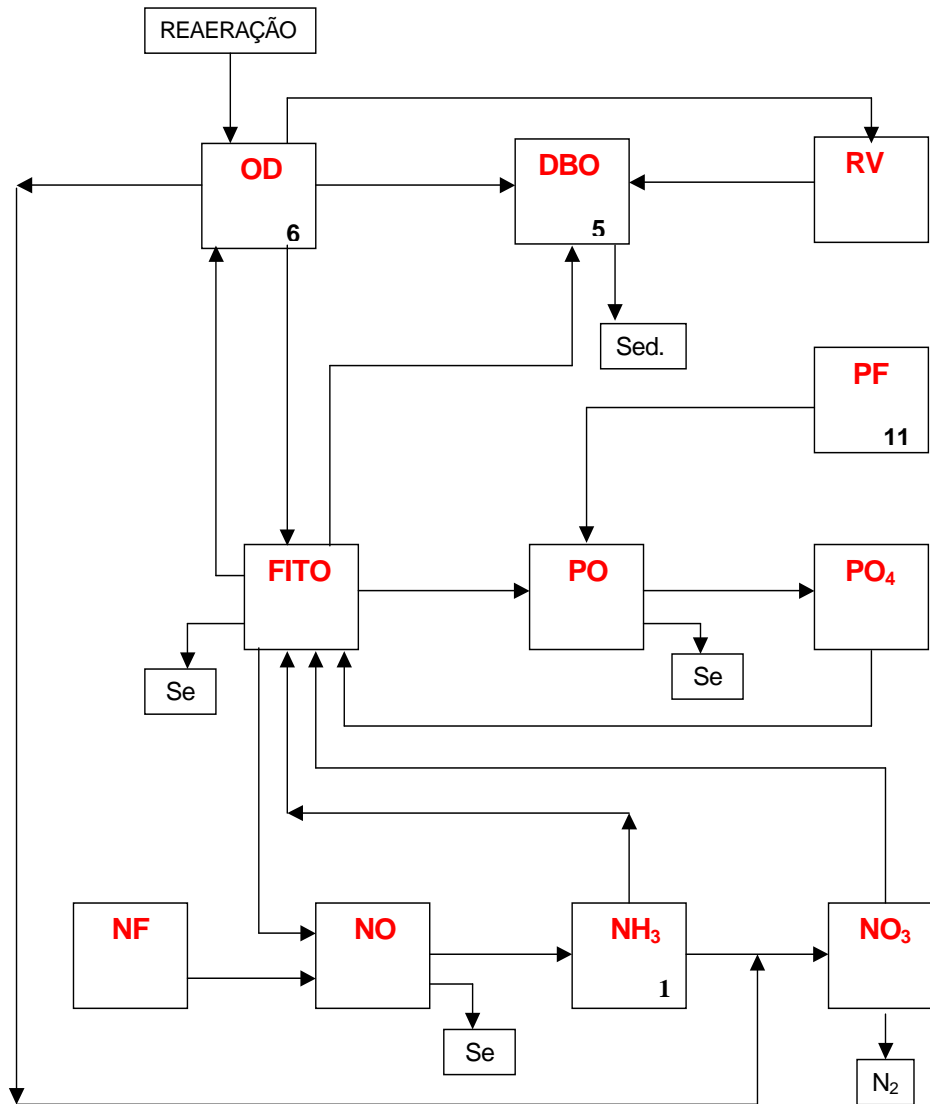 REAERAÇÃO
OD
6
DBO
5
RV
Sed.
PF
11
FITO
PO
PO₄
Se
Se
NF
NO
NH₃
1
NO₃
Se
N₂